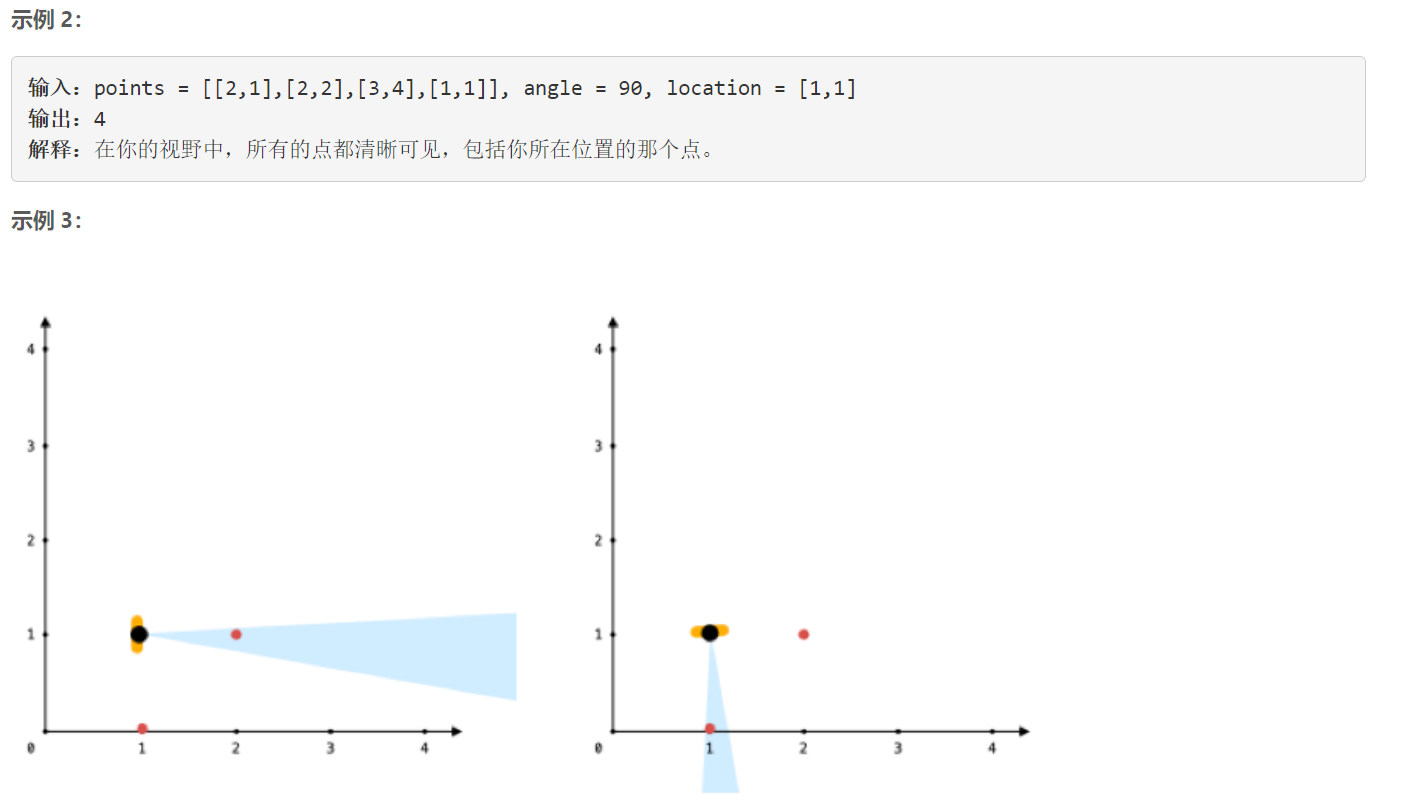 示例 2：
输入：points = [[2,1],[2,2],[3,4],[1,1]], angle = 90, location = [1,1]
输出：4
解释：在你的视野中，所有的点都清晰可见，包括你所在位置的那个点。
示例 3：
4
3
2
1
0 1 2 3 4
4
3
2
1
0 1 2 3 4